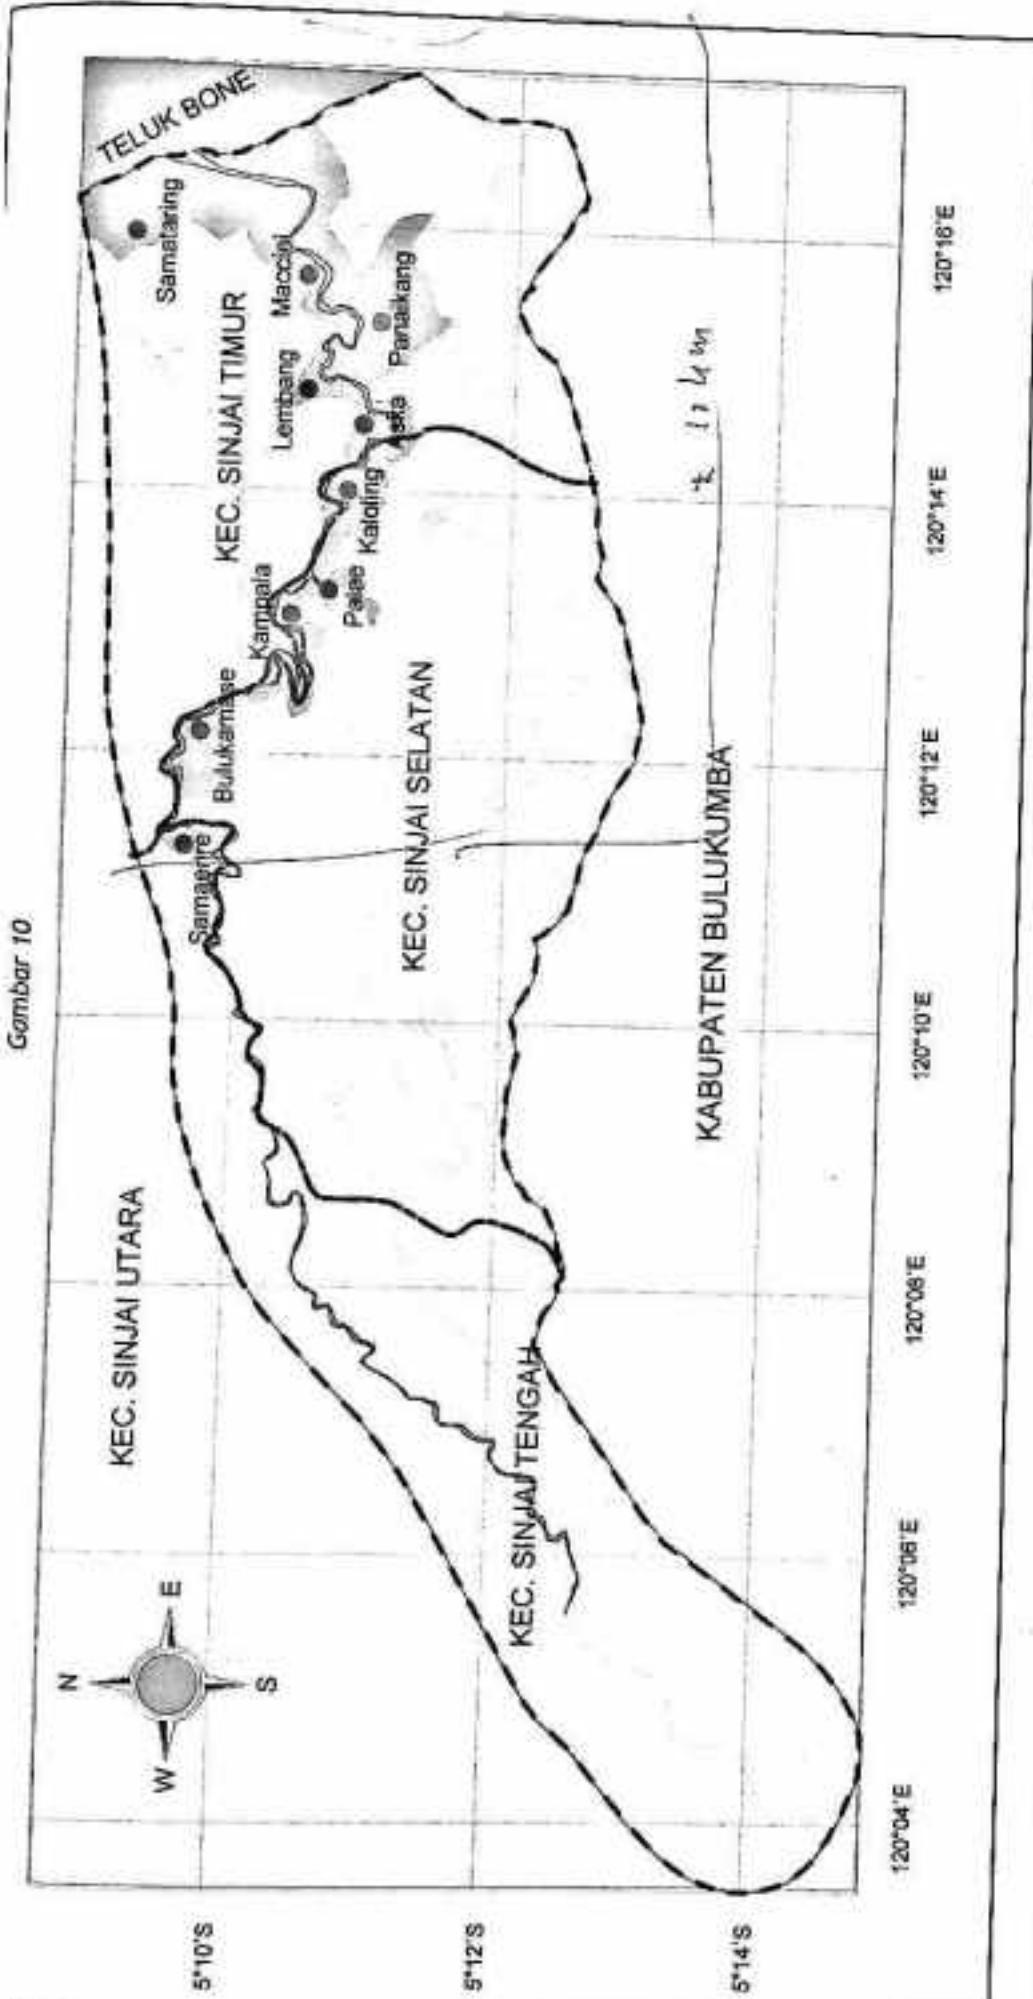 Gambar 10
TELUK BONE
Samataring
KEC. SINJAI TIMUR
Lembang
Panaikang
Aska
Kaloling
Palae
Kampala
Bulukamase
Samaenre
KEC. SINJAI SELATAN
KEC. SINJAI UTARA
KEC. SINJAI TENGAH
KABUPATEN BULUKUMBA
N
W
E
S
5°10'S
5°12'S
5°14'S
120°04'E
120°06'E
120°08'E
120°10'E
120°12'E
120°14'E
120°16'E